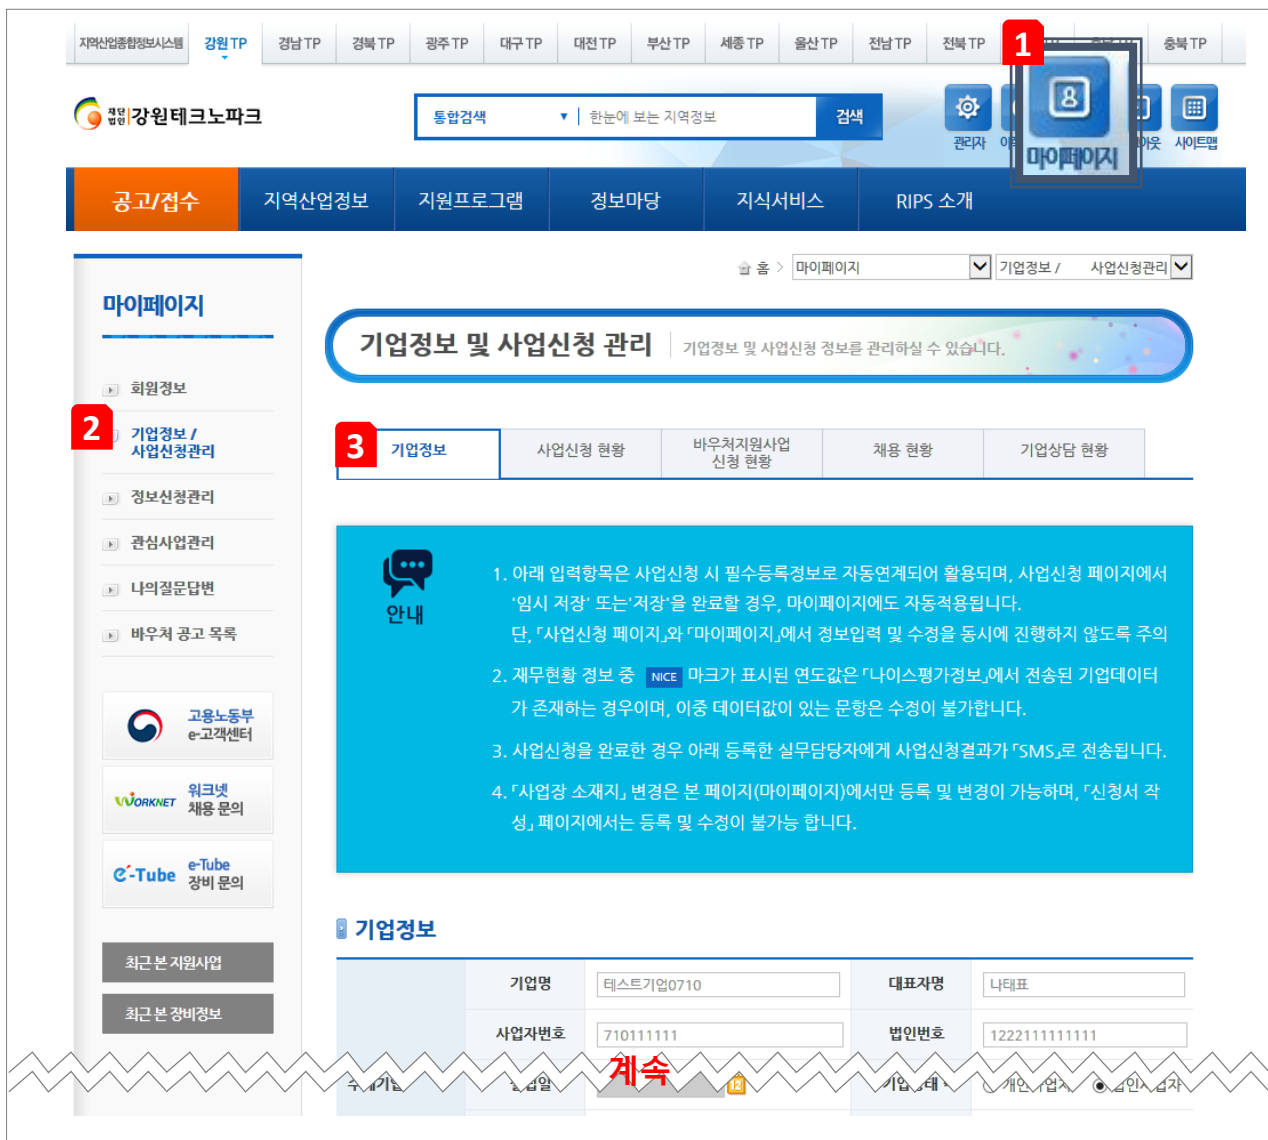 지역산업종합정보시스템 강원TP 경남TP 경북TP 광주TP 대구TP 대전TP 부산TP 세종TP 울산TP 전남TP 전북TP 충북TP
1
재단법인 강원테크노파크
통합검색 ▼ 한눈에 보는 지역정보 검색
관리자 마이페이지 사이트맵
공고/접수 지역산업정보 지원프로그램 정보마당 지식서비스 RIPS 소개
홈 > 마이페이지 기업정보 / 사업신청관리
마이페이지
기업정보 및 사업신청 관리 기업정보 및 사업신청 정보를 관리하실 수 있습니다.
회원정보
2 기업정보 /
사업신청관리
정보신청관리
관심사업관리
나의질문답변
바우처 공고 목록
고용노동부
e-고객센터
WORKNET 워크넷
채용 문의
e-Tube e-Tube
장비 문의
최근 본 지원사업
최근 본 장비정보
3 기업정보 사업신청 현황 바우처지원사업 채용 현황 기업상담 현황
신청 현황
안내
1. 아래 입력항목은 사업신청 시 필수등록정보로 자동연계되어 활용되며, 사업신청 페이지에서
'임시 저장' 또는'저장'을 완료할 경우, 마이페이지에도 자동적용됩니다.
단, 「사업신청 페이지」와 「마이페이지」에서 정보입력 및 수정을 동시에 진행하지 않도록 주의
2. 재무현황 정보 중 NICE 마크가 표시된 연도값은 「나이스평가정보」에서 전송된 기업데이터
가 존재하는 경우이며, 이중 데이터값이 있는 문항은 수정이 불가합니다.
3. 사업신청을 완료한 경우 아래 등록한 실무담당자에게 사업신청결과가 「SMS」로 전송됩니다.
4. 「사업장 소재지」 변경은 본 페이지(마이페이지)에서만 등록 및 변경이 가능하며, 「신청서 작
성」 페이지에서는 등록 및 수정이 불가능 합니다.
기업정보
기업명 테스트기업0710 대표자명 나태표
사업자번호 710111111 법인번호 1222111111111
계속